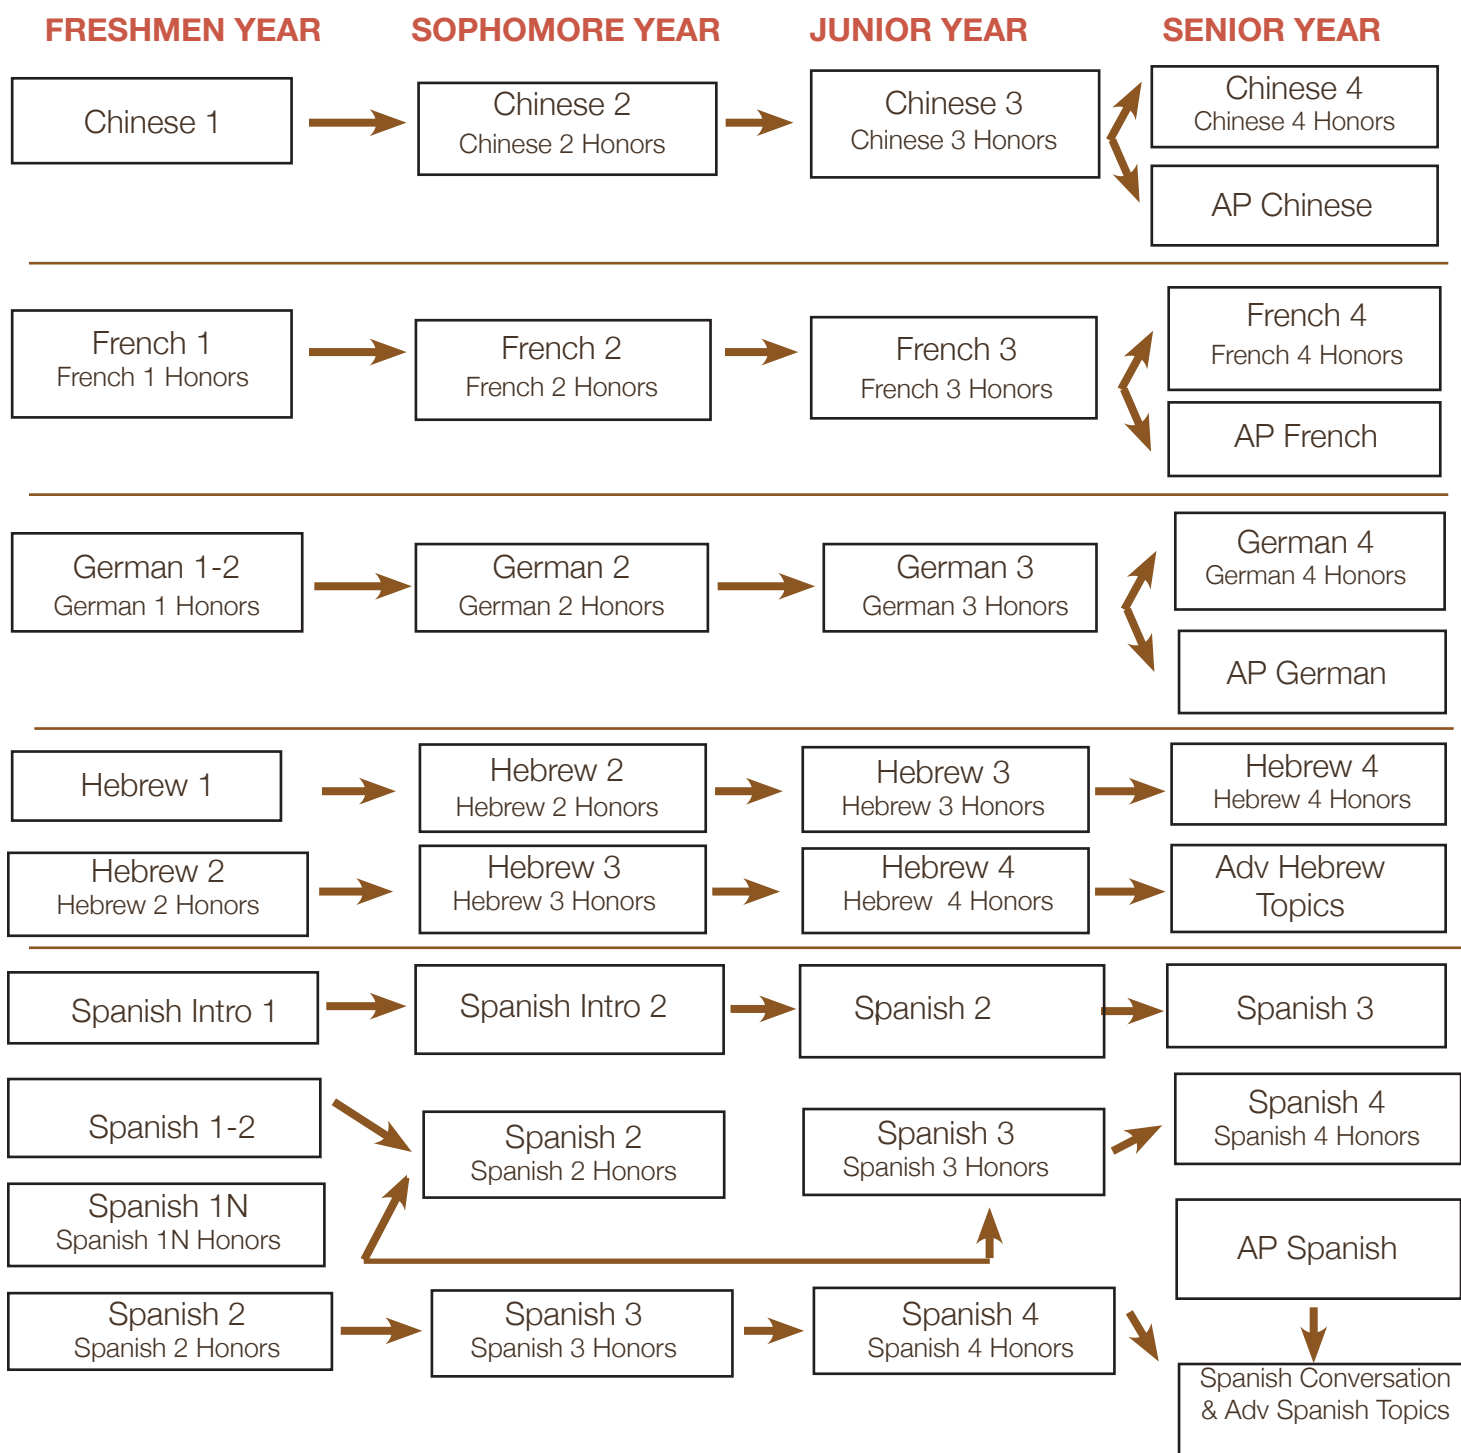 FRESHMEN YEAR
SOPHOMORE YEAR
JUNIOR YEAR
SENIOR YEAR
Chinese 1
Chinese 2
Chinese 2 Honors
Chinese 3
Chinese 3 Honors
Chinese 4
Chinese 4 Honors
AP Chinese
French 1
French 1 Honors
French 2
French 2 Honors
French 3
French 3 Honors
French 4
French 4 Honors
AP French
German 1-2
German 1 Honors
German 2
German 2 Honors
German 3
German 3 Honors
German 4
German 4 Honors
AP German
Hebrew 1
Hebrew 2
Hebrew 2 Honors
Hebrew 3
Hebrew 3 Honors
Hebrew 4
Hebrew 4 Honors
Hebrew 2
Hebrew 2 Honors
Hebrew 3
Hebrew 3 Honors
Hebrew 4
Hebrew 4 Honors
Adv Hebrew
Topics
Spanish Intro 1
Spanish Intro 2
Spanish 2
Spanish 3
Spanish 1-2
Spanish 2
Spanish 2 Honors
Spanish 3
Spanish 3 Honors
Spanish 4
Spanish 4 Honors
Spanish 1N
Spanish 1N Honors
AP Spanish
Spanish 2
Spanish 2 Honors
Spanish 3
Spanish 3 Honors
Spanish 4
Spanish 4 Honors
Spanish Conversation
& Adv Spanish Topics